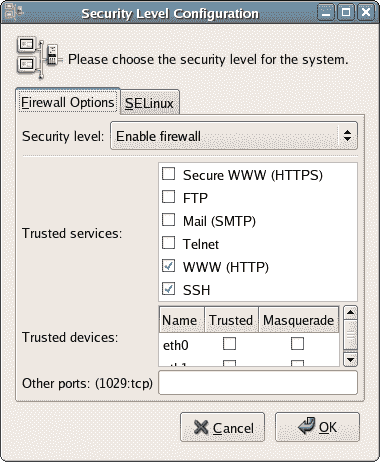 Security Level Configuration
Please choose the security level for the system.
Firewall Options
SELinux
Security level: Enable firewall
Secure WWW (HTTPS)
FTP
Mail (SMTP)
Trusted services:
Telnet
WWW (HTTP)
SSH
Name Trusted Masquerade
Trusted devices:
eth0
Other ports: (1029:tcp)
Cancel
OK